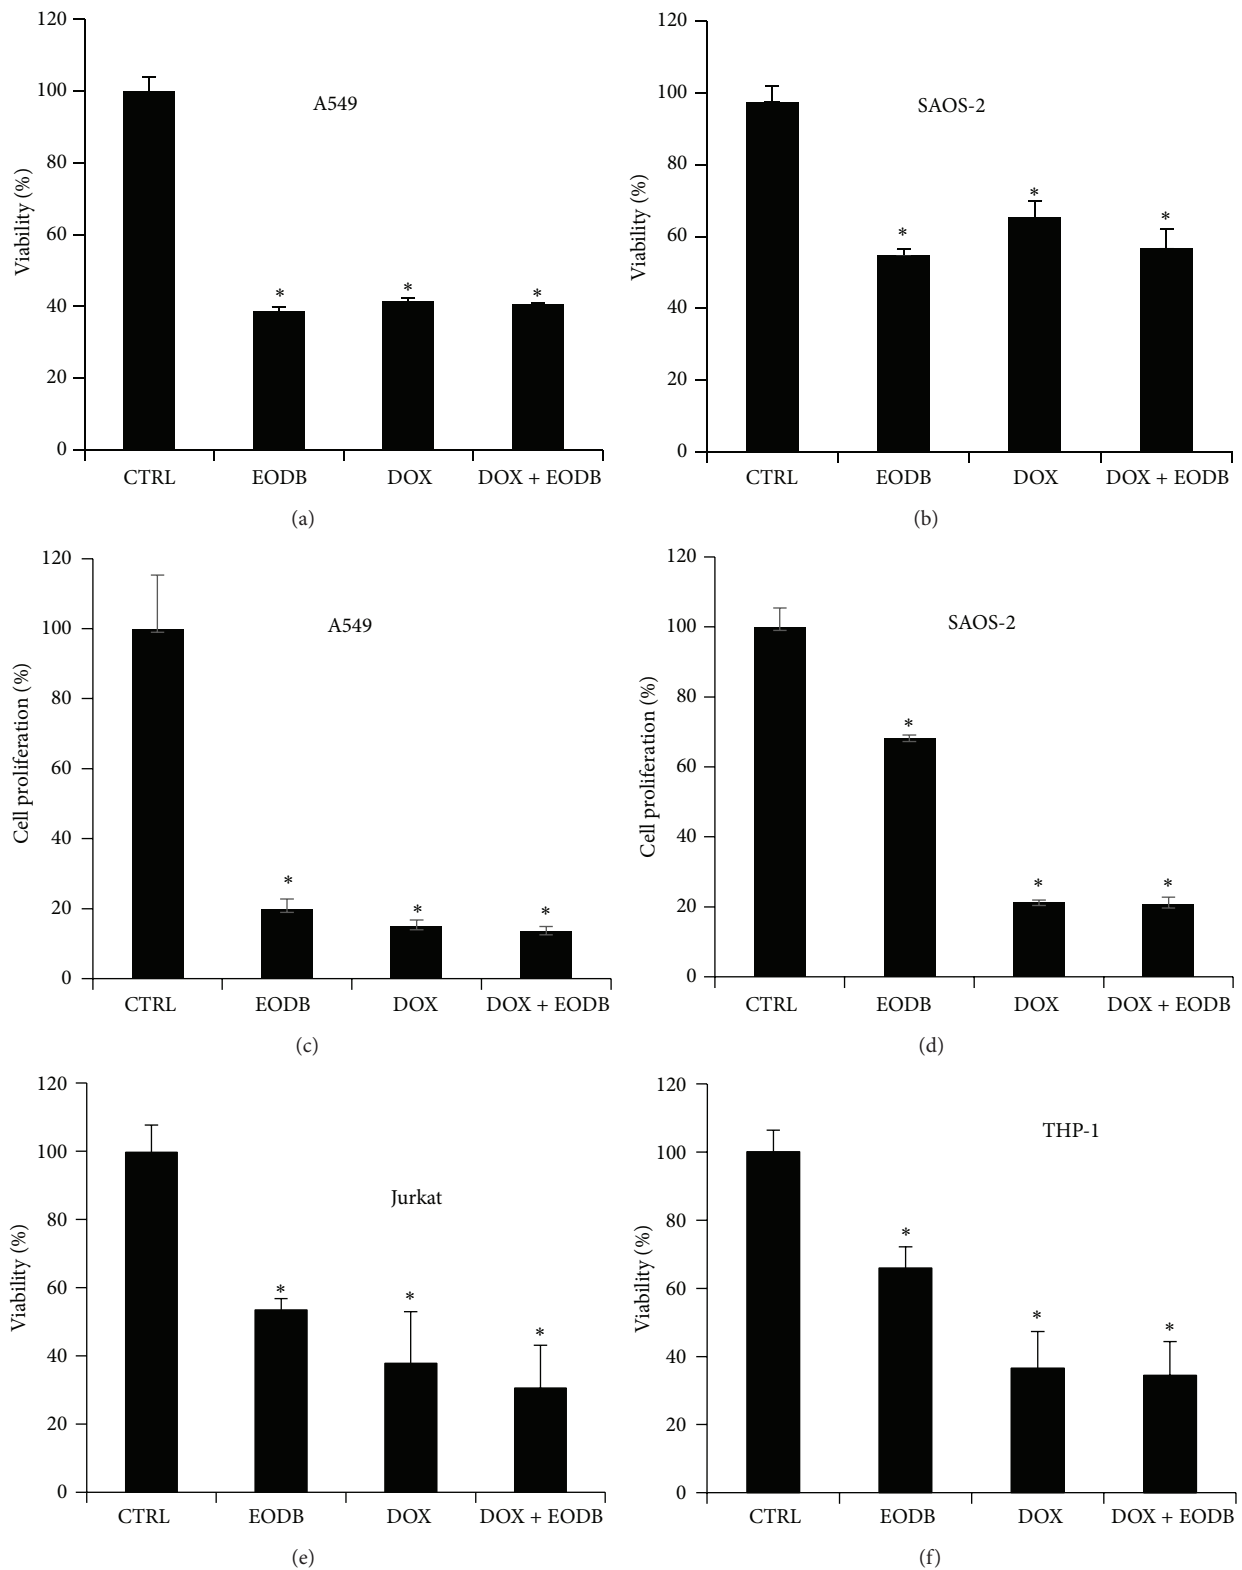 120
100
80
60
40
20
0
Viability (%)
A549
*
*
*
CTRL
EODB
DOX
DOX + EODB
(a)
120
100
80
60
40
20
0
Viability (%)
SAOS-2
*
*
*
CTRL
EODB
DOX
DOX + EODB
(b)
120
100
80
60
40
20
0
Cell proliferation (%)
A549
*
*
*
CTRL
EODB
DOX
DOX + EODB
(c)
120
100
80
60
40
20
0
Cell proliferation (%)
SAOS-2
*
*
*
CTRL
EODB
DOX
DOX + EODB
(d)
120
100
80
60
40
20
0
Viability (%)
Jurkat
*
*
*
CTRL
EODB
DOX
DOX + EODB
(e)
120
100
80
60
40
20
0
Viability (%)
THP-1
*
*
*
CTRL
EODB
DOX
DOX + EODB
(f)